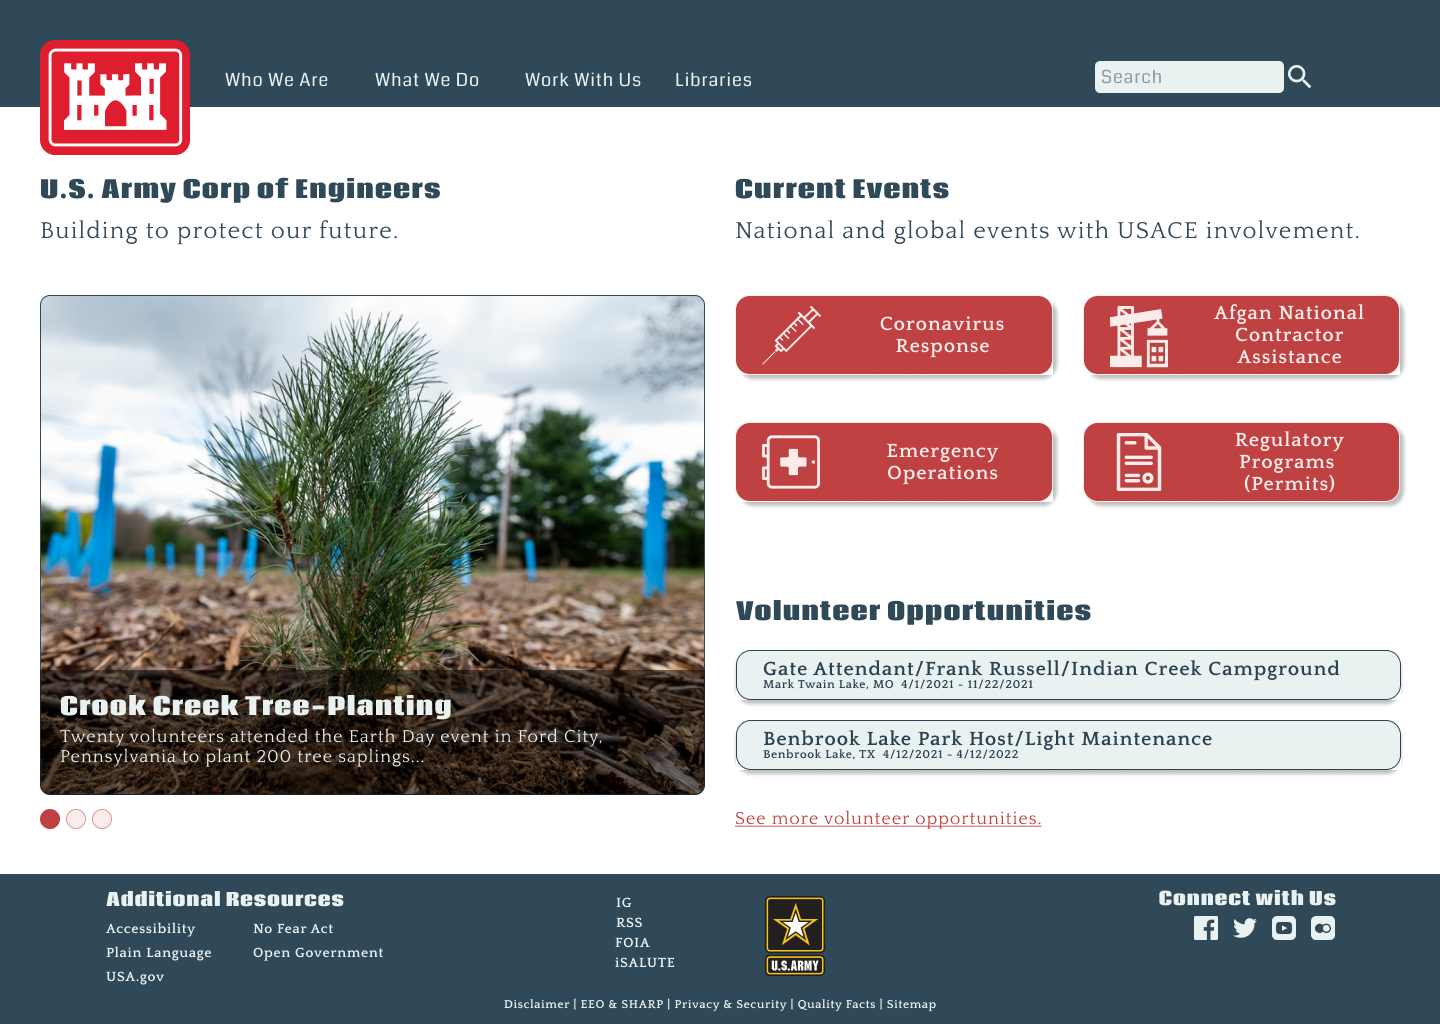 Who We Are
What We Do
Work With Us
Libraries
Search
U.S. Army Corp of Engineers
Building to protect our future.
Crook Creek Tree-Planting
Twenty volunteers attended the Earth Day event in Ford City,
Pennsylvania to plant 200 tree saplings...
Current Events
National and global events with USACE involvement.
Coronavirus
Response
Afgan National
Contractor
Assistance
Emergency
Operations
Regulatory
Programs
(Permits)
Volunteer Opportunities
Gate Attendant/Frank Russell/Indian Creek Campground
Mark Twain Lake, MO 4/1/2021 - 11/22/2021
Benbrook Lake Park Host/Light Maintenance
Benbrook Lake, TX 4/12/2021 - 4/12/2022
See more volunteer opportunities.
Additional Resources
Accessibility
Plain Language
USA.gov
No Fear Act
Open Government
IG
RSS
FOIA
iSALUTE
U.S.ARMY
Connect with Us
Disclaimer | EEO & SHARP | Privacy & Security | Quality Facts | Sitemap